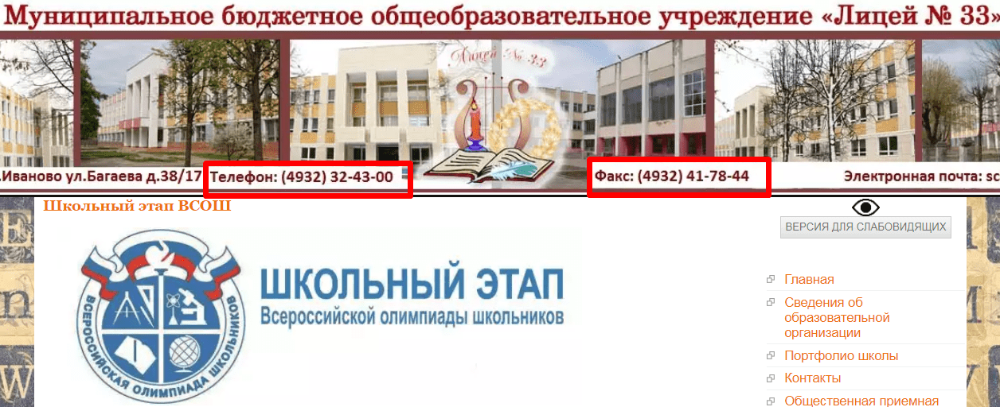 Муниципальное бюджетное общеобразовательное учреждение «Лицей № 33»
Лицей № 33
.Иваново ул.Багаева д.38/17
Телефон: (4932) 32-43-00
Факс: (4932) 41-78-44
Электронная почта: sc
Школьный этап ВСОШ
ВЕРСИЯ ДЛЯ СЛАБОВИДЯЩИХ
ШКОЛЬНЫЙ ЭТАП
Всероссийской олимпиады школьников
ВСЕРОССИЙСКАЯ ОЛИМПИАДА ШКОЛЬНИКОВ
Главная
Сведения об
образовательной
организации
Портфолио школы
Контакты
Общественная приемная